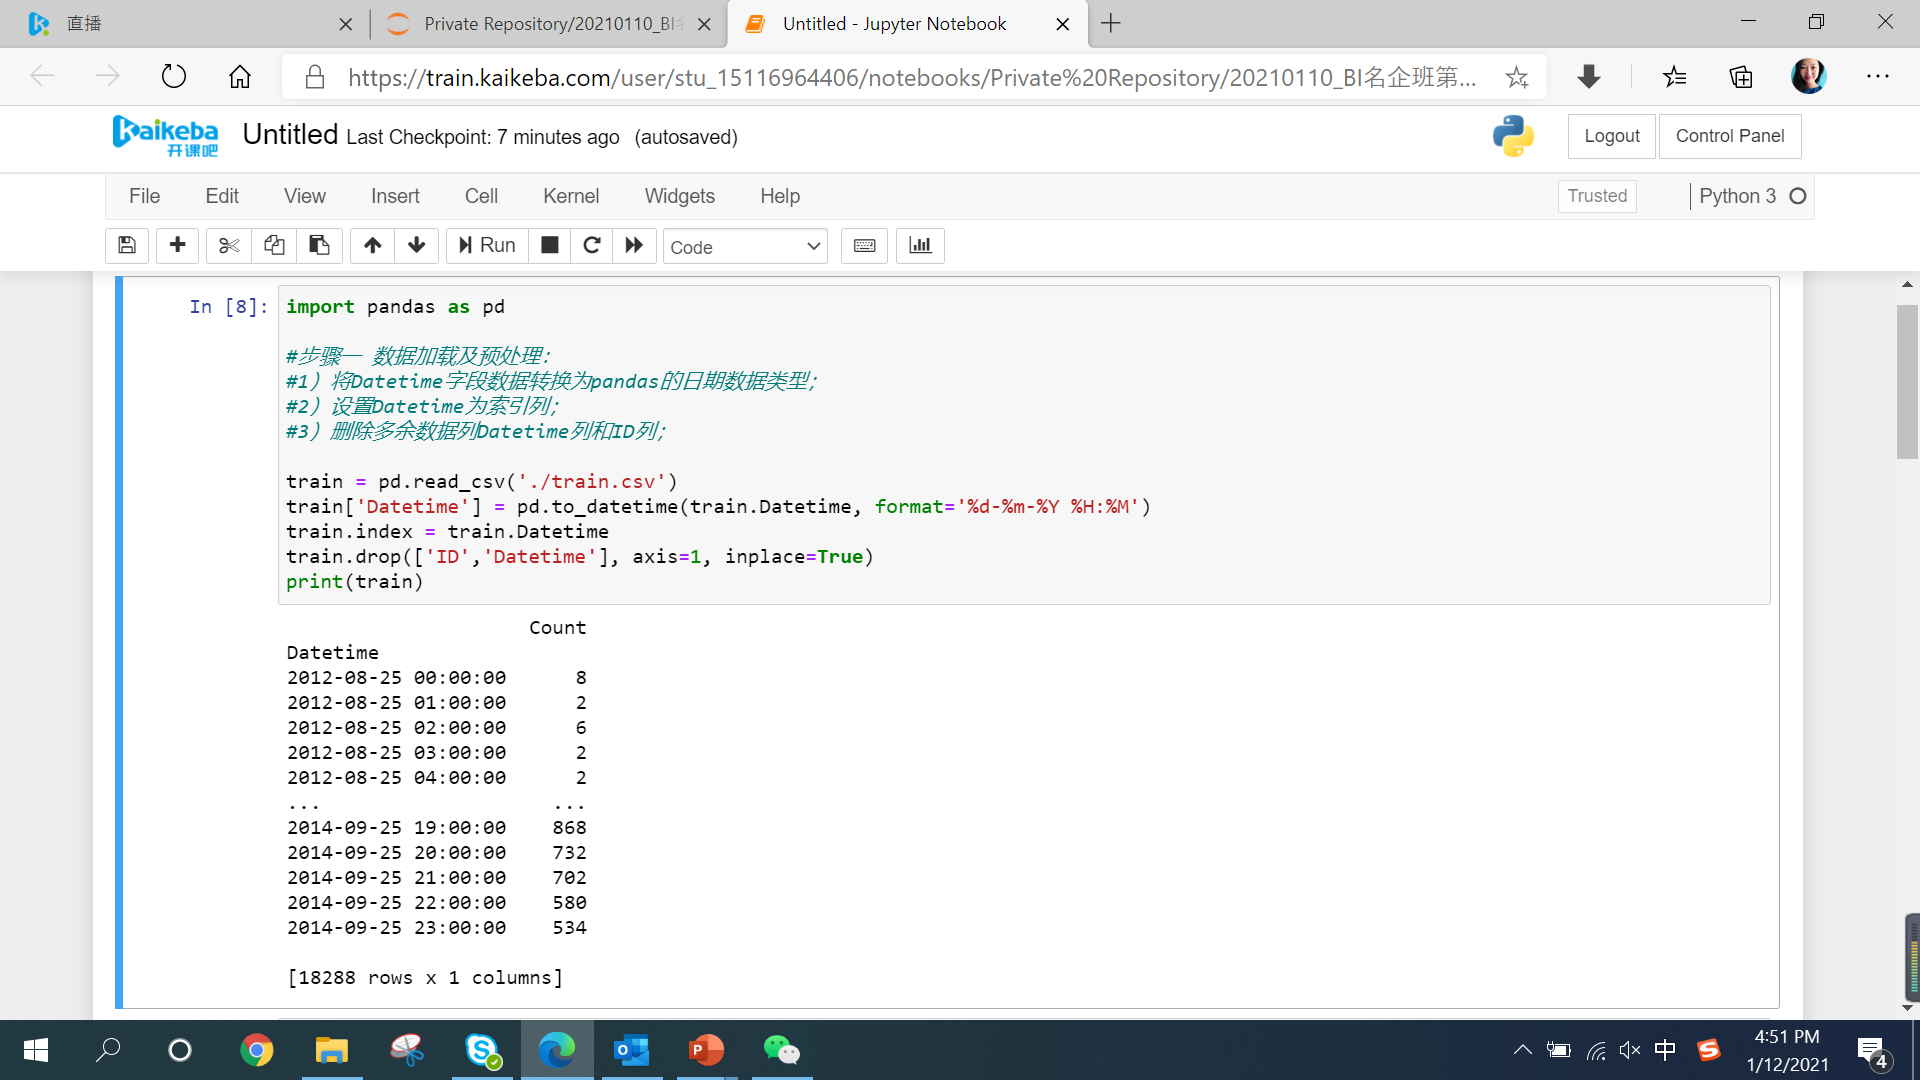 直播
Private Repository/20210110_BI名
Untitled - Jupyter Notebook
https://train.kaikeba.com/user/stu_15116964406/notebooks/Private%20Repository/20210110_BI名企班第...
Kaikeba
开课吧
Untitled Last Checkpoint: 7 minutes ago (autosaved)
Logout
Control Panel
File Edit View Insert Cell Kernel Widgets Help
Trusted
Python 3
Run
Code
In [8]:
import pandas as pd
#步骤一 数据加载及预处理:
#1) 将Datetime字段数据转换为pandas的日期数据类型;
#2) 设置Datetime为索引列;
#3) 删除多余数据列Datetime列和ID列;
train = pd.read_csv('./train.csv')
train['Datetime'] = pd.to_datetime(train.Datetime, format='%d-%m-%Y %H:%M')
train.index = train.Datetime
train.drop(['ID','Datetime'], axis=1, inplace=True)
print(train)
Count
Datetime
2012-08-25 00:00:00 8
2012-08-25 01:00:00 2
2012-08-25 02:00:00 6
2012-08-25 03:00:00 2
2012-08-25 04:00:00 2
... ...
2014-09-25 19:00:00 868
2014-09-25 20:00:00 732
2014-09-25 21:00:00 702
2014-09-25 22:00:00 580
2014-09-25 23:00:00 534
[18288 rows x 1 columns]
中
4:51 PM
1/12/2021
4